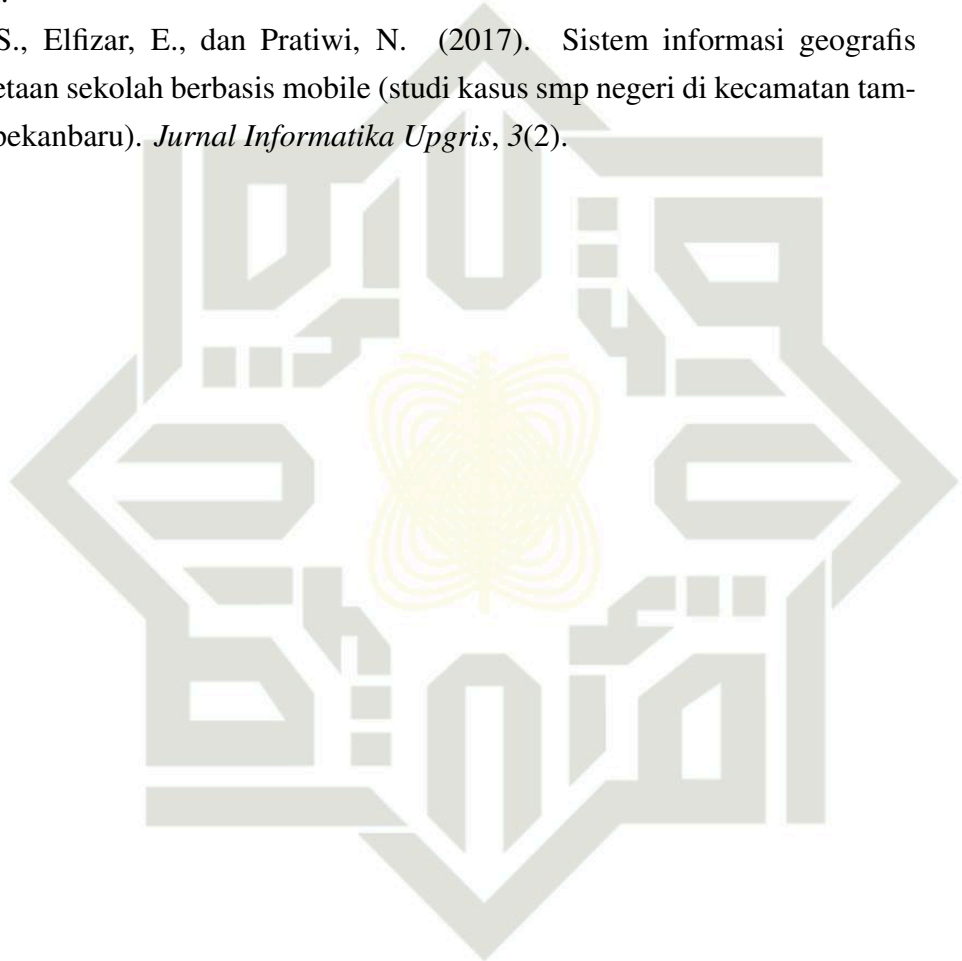 S., Elfizar, E., dan Pratiwi, N. (2017). Sistem informasi geografis
etaan sekolah berbasis mobile (studi kasus smp negeri di kecamatan tam-
pekanbaru). Jurnal Informatika Upgris, 3(2).